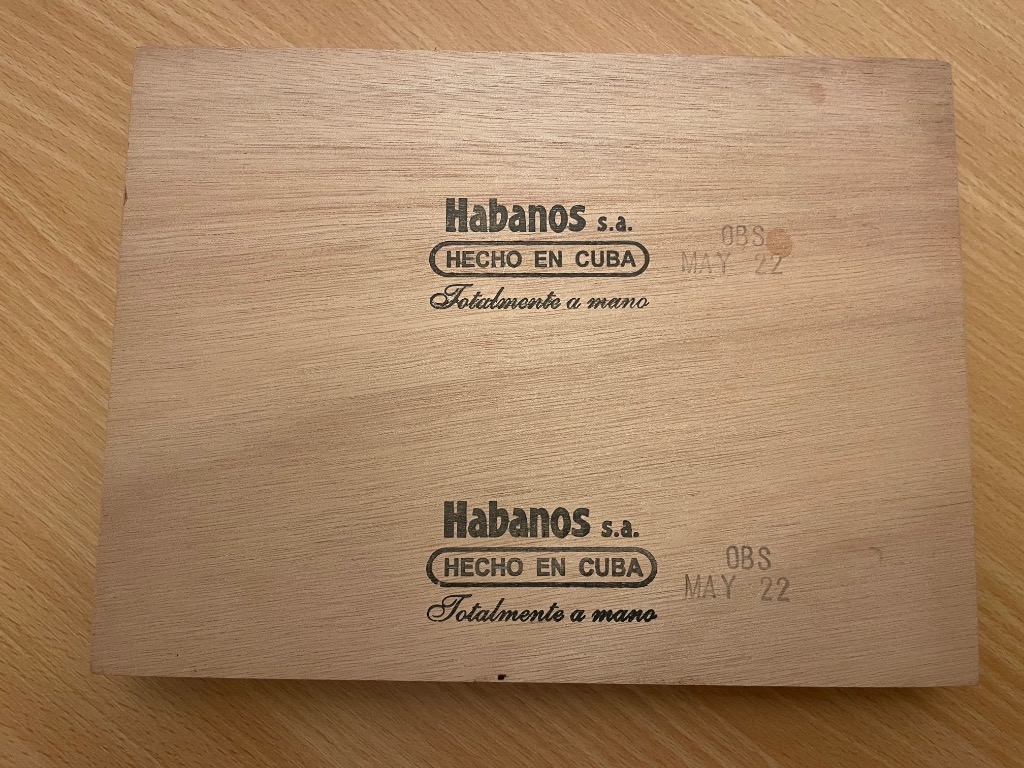 Habanos s.a.
HECHO EN CUBA
Totalmente a mano
OBS
MAY 22
Habanos s.a.
HECHO EN CUBA
Totalmente a mano
OBS
MAY 22